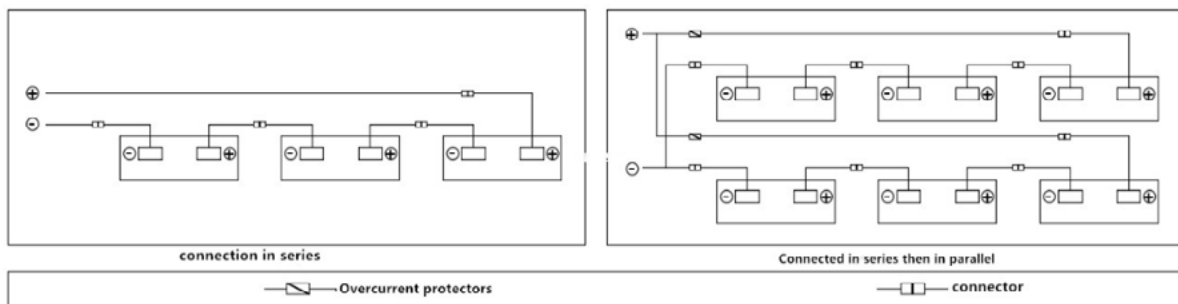 connection in series
Connected in series then in parallel
Overcurrent protectors
connector